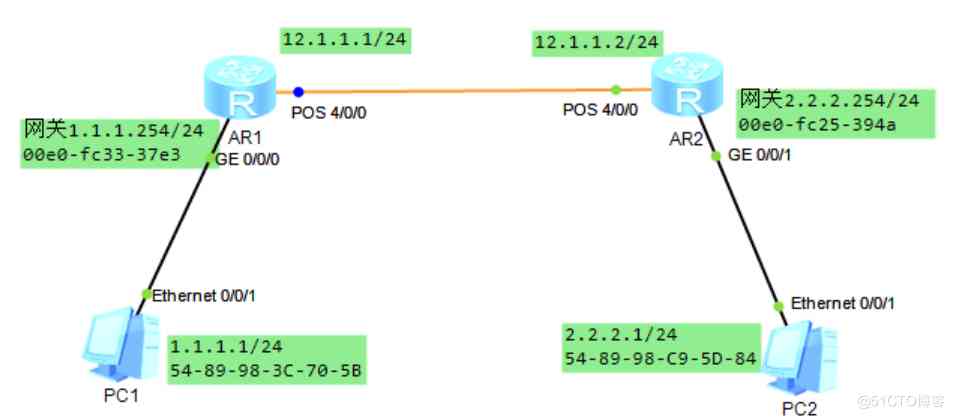 12.1.1.1/24
12.1.1.2/24
R
R
POS 4/0/0
POS 4/0/0
网关1.1.1.254/24
00e0-fc33-37e3
AR1
AR2
网关2.2.2.254/24
00e0-fc25-394a
GE 0/0/0
GE 0/0/1
Ethernet 0/0/1
Ethernet 0/0/1
1.1.1.1/24
54-89-98-3C-70-5B
2.2.2.1/24
54-89-98-C9-5D-84
PC1
PC2
@51CTO博客